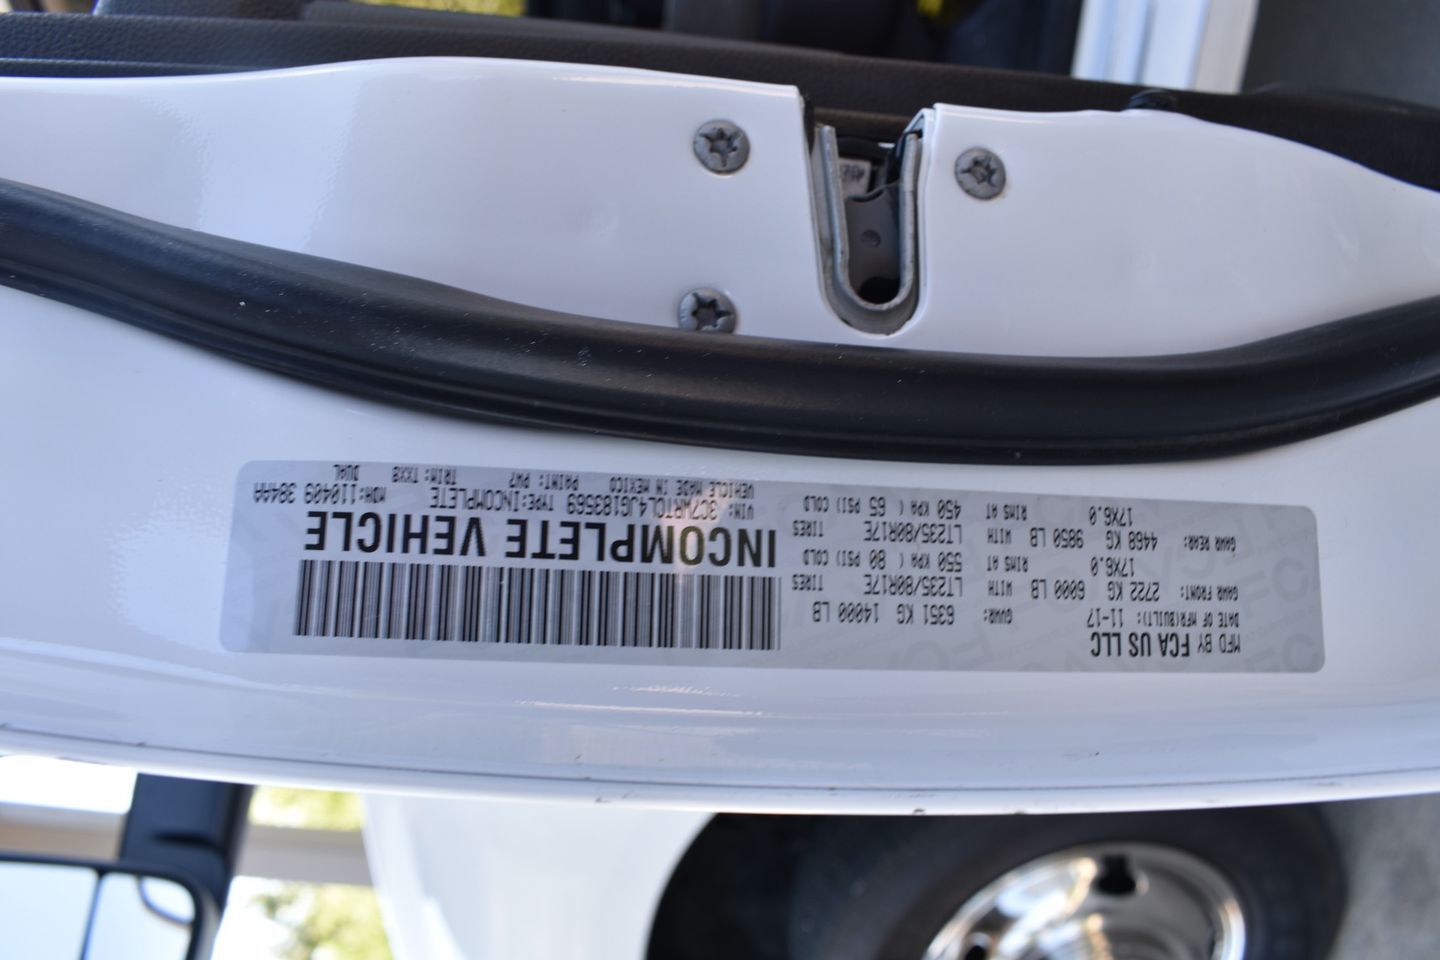 MFD BY FCA US LLC
DATE OF MFR(BUILT): 11-17 GVWR: 6351 KG 14000 LB
GAWR FRONT: 2722 KG 6000 LB WITH TIRES LT235/80R17E
17X6.0 RIMS AT 550 KPA ( 80 PSI) COLD
GAWR REAR: 4468 KG 9850 LB WITH TIRES LT235/80R17E
17X6.0 RIMS AT 450 KPA ( 65 PSI) COLD
INCOMPLETE VEHICLE
VIN: 3C7WRTCL4JG183569 TYPE:INCOMPLETE MDH:110409 384AA
VEHICLE MADE IN MEXICO PAINT: PW7 TRIM: TXX8 DUAL